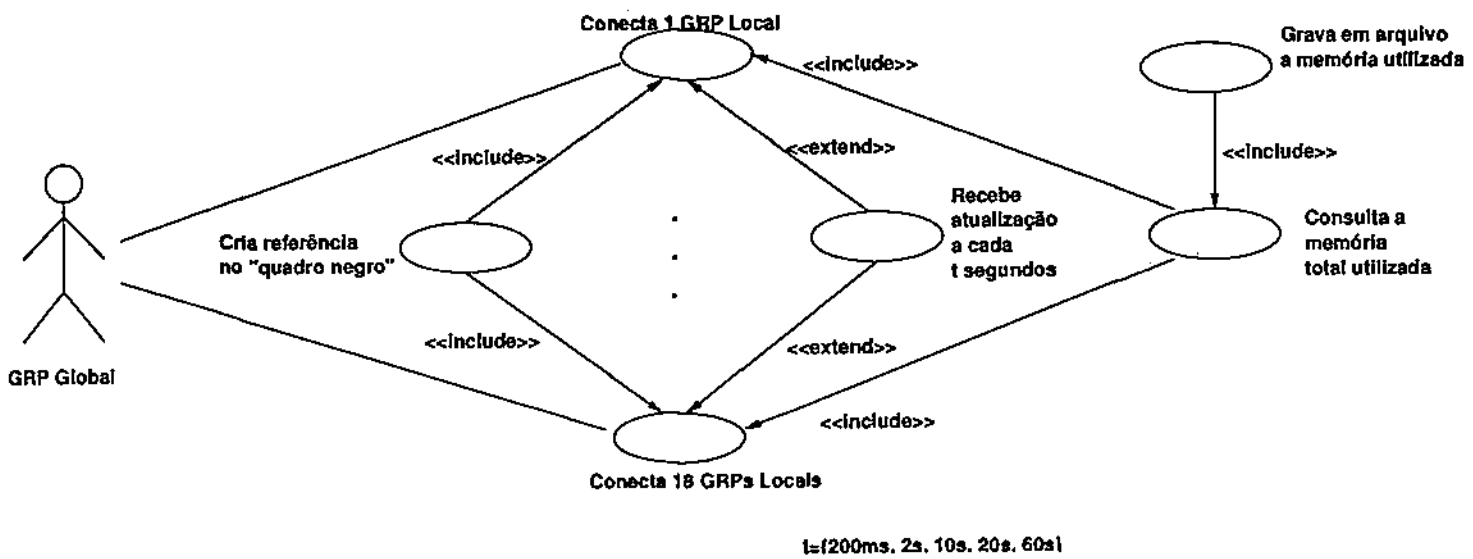 Conecta 1 GRP Local
Grava em arquivo
a memória utilizada
<<include>>
<<include>>
<<extend>>
<<include>>
Cria referência
no "quadro negro"
Recebe
atualização
a cada
t segundos
Consulta a
memória
total utilizada
<<include>>
<<extend>>
<<include>>
GRP Global
Conecta 18 GRPs Locais
t={200ms, 2s, 10s, 20s, 60s}